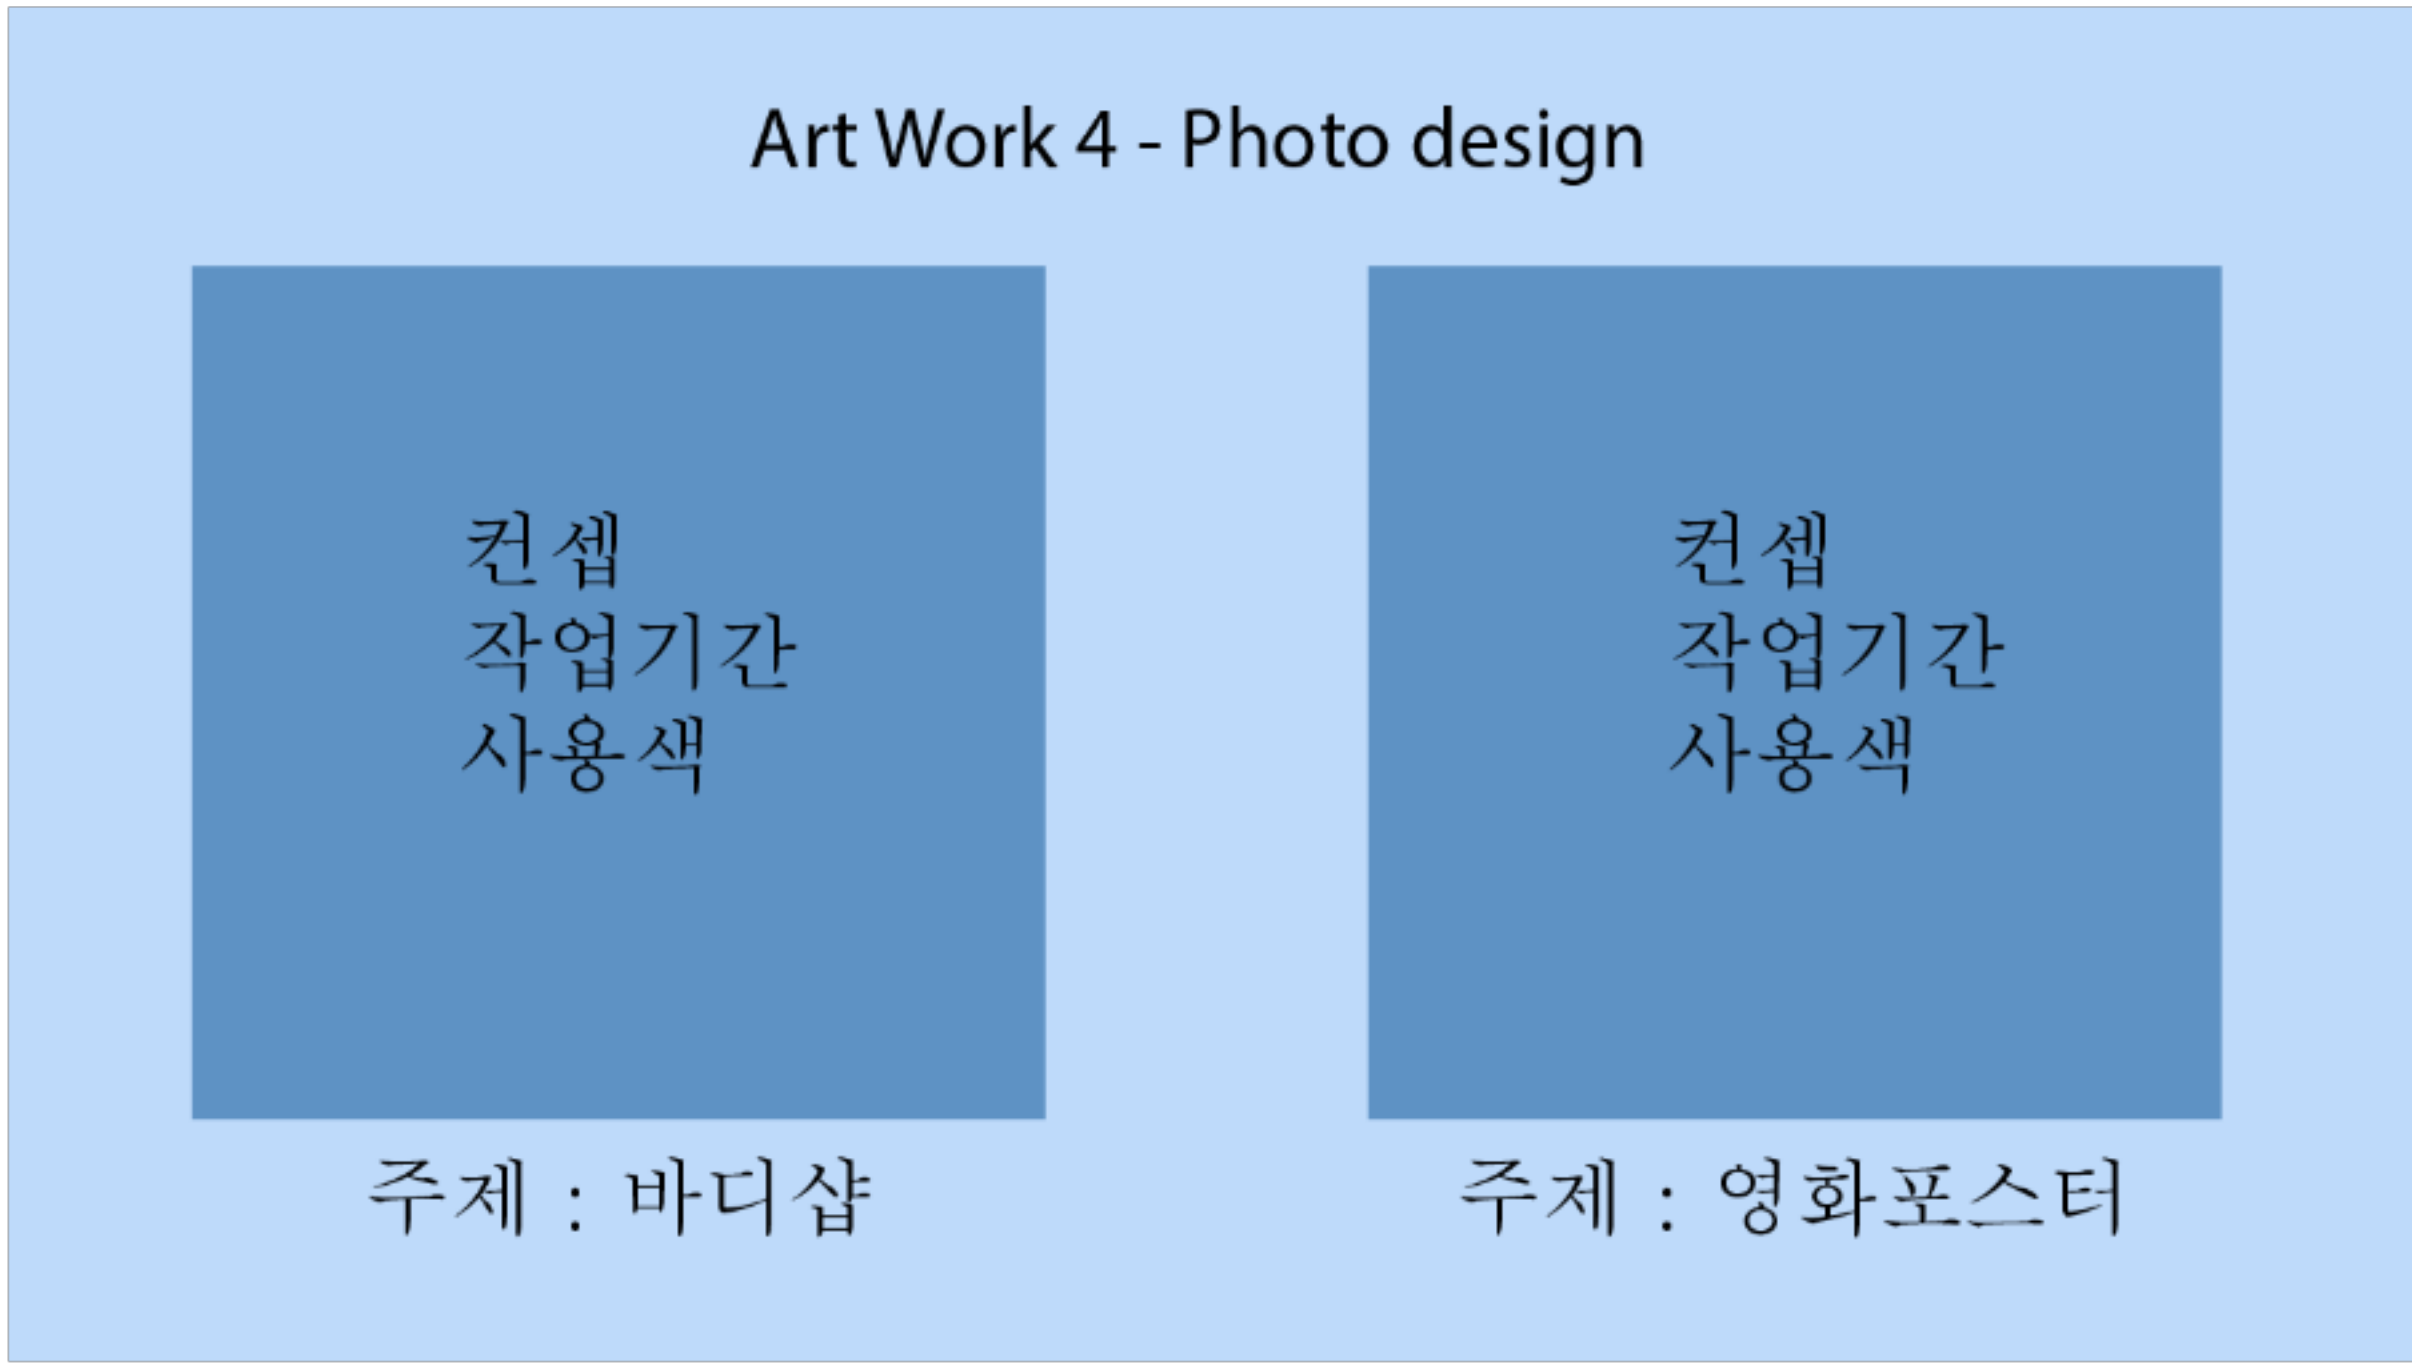 Art Work 4 - Photo design
컨셉
작업기간
사용색
주제 : 바디샵
컨셉
작업기간
사용색
주제 : 영화포스터